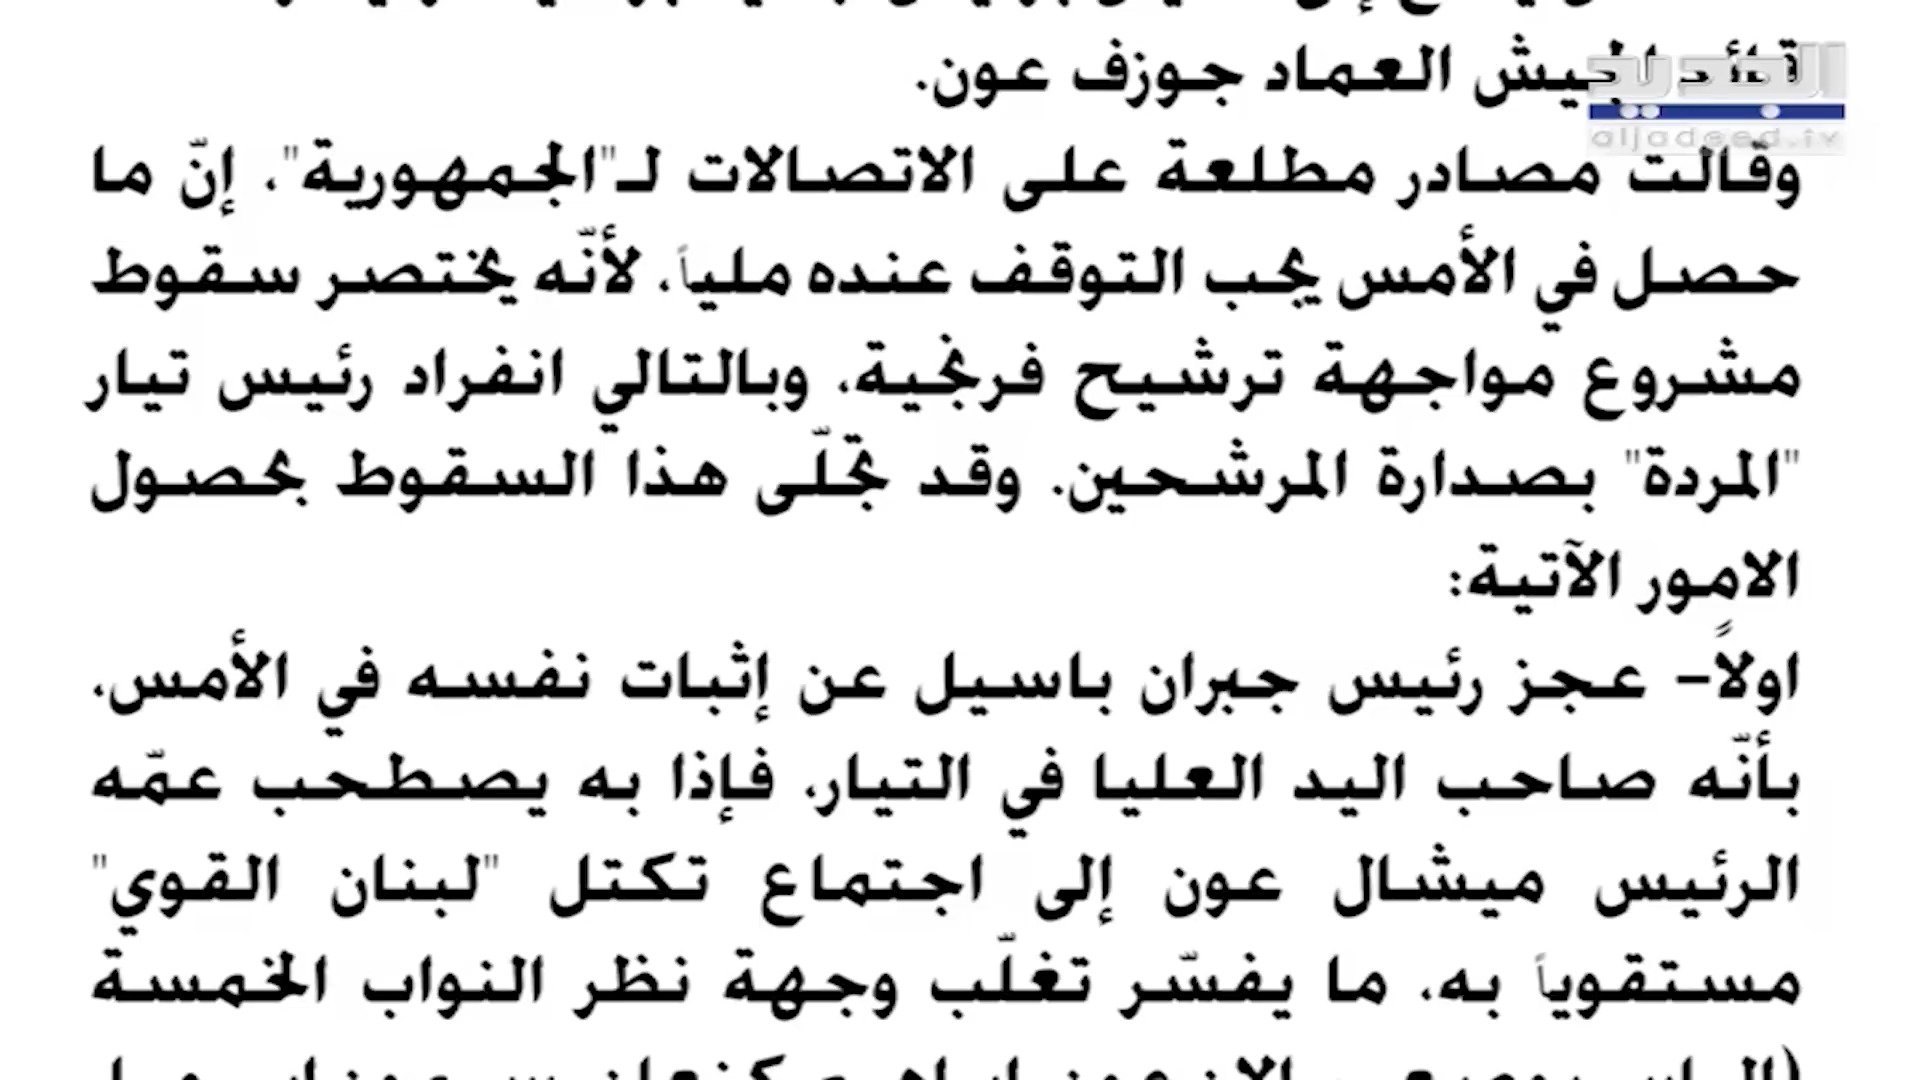 قائد الجيش العماد جوزف عون.
الجديد
aljadeed.tv
وقالت مصادر مطلعة على الاتصالات لـ"الجمهورية"، إنّ ما
حصل في الأمس يجب التوقف عنده ملياً، لأنّه يختصر سقوط
مشروع مواجهة ترشيح فرنجية، وبالتالي انفراد رئيس تيار
"المردة" بصدارة المرشحين. وقد تجلّى هذا السقوط بحصول
الامور الآتية:
اولاً- عجز رئيس جبران باسيل عن إثبات نفسه في الأمس،
بأنّه صاحب اليد العليا في التيار، فإذا به يصطحب عمّه
الرئيس ميشال عون إلى اجتماع تكتل "لبنان القوي"
مستقوياً به، ما يفسّر تغلّب وجهة نظر النواب الخمسة